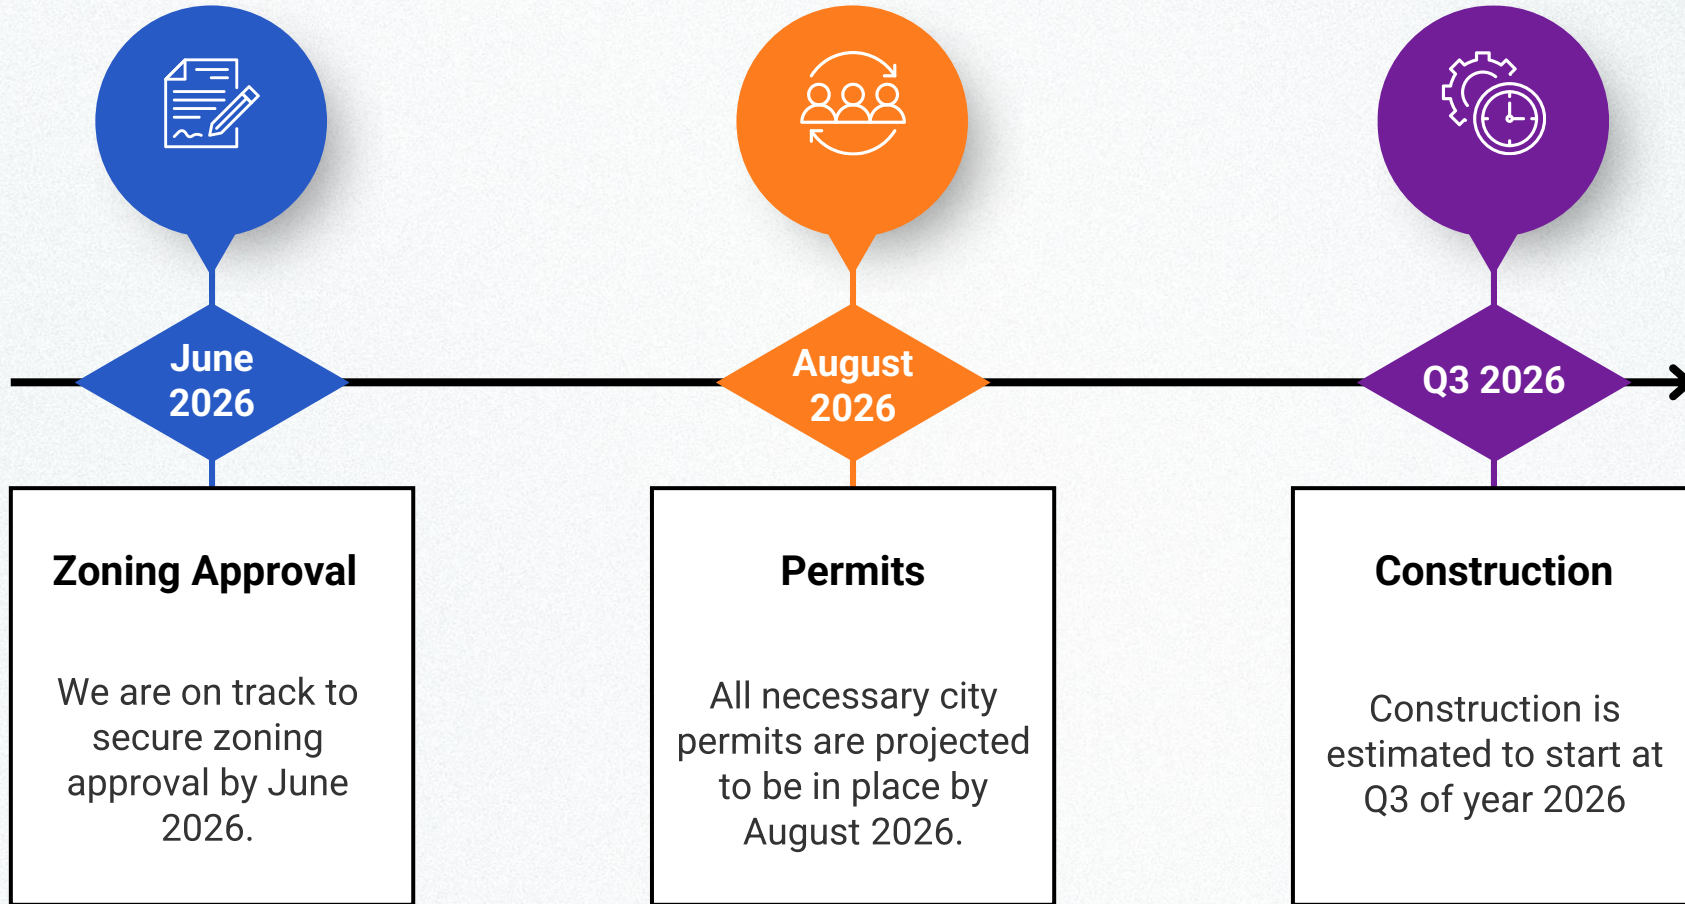 June
2026
August
2026
Q3 2026
Zoning Approval
We are on track to
secure zoning
approval by June
2026.
Permits
All necessary city
permits are projected
to be in place by
August 2026.
Construction
Construction is
estimated to start at
Q3 of year 2026